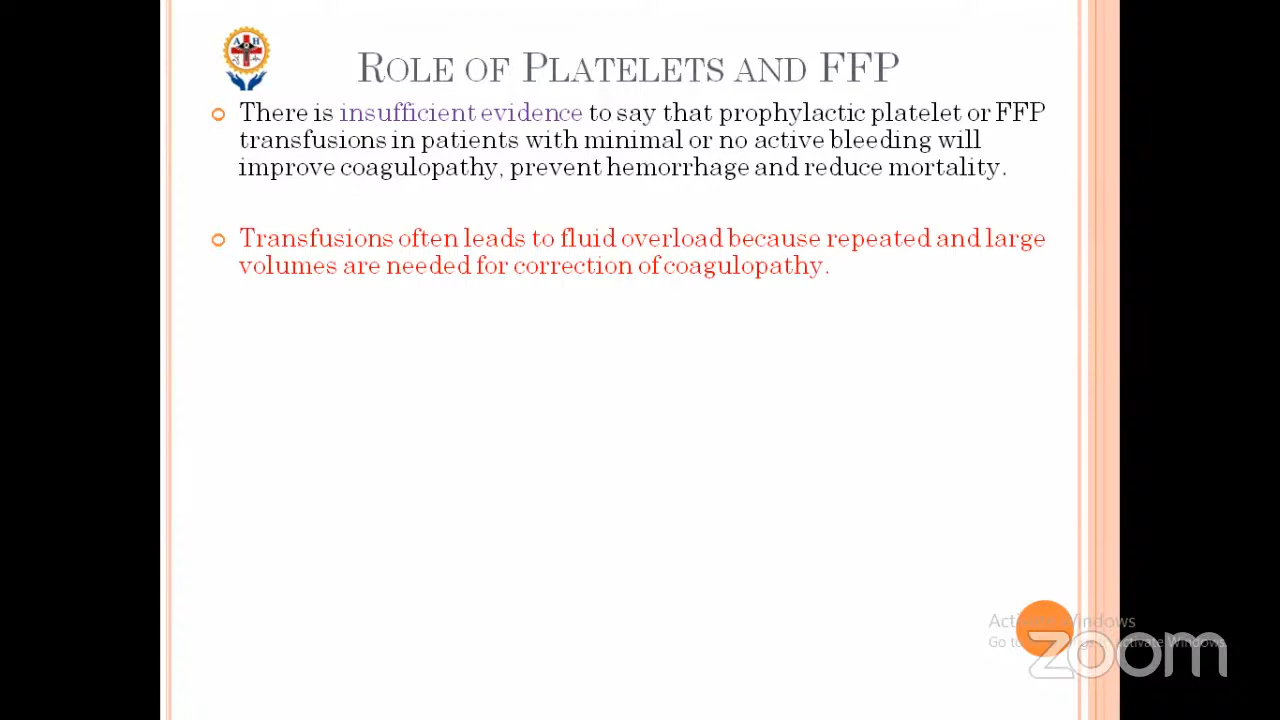 A H
ROLE OF PLATELETS AND FFP
There is insufficient evidence to say that prophylactic platelet or FFP
transfusions in patients with minimal or no active bleeding will
improve coagulopathy, prevent hemorrhage and reduce mortality.
Transfusions often leads to fluid overload because repeated and large
volumes are needed for correction of coagulopathy.
Activate Windows
Go to Activate Windows.
zoom